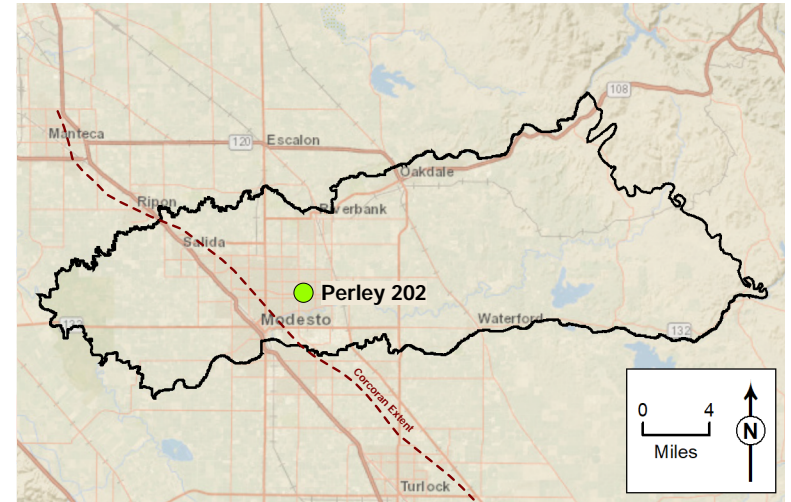 108
Manteca
120
Escalon
Oakdale
Ripon
Riverbank
Salida
Perley 202
Modesto
Waterford
132
132
Corcoran Extent
Turlock
0 4
Miles
N